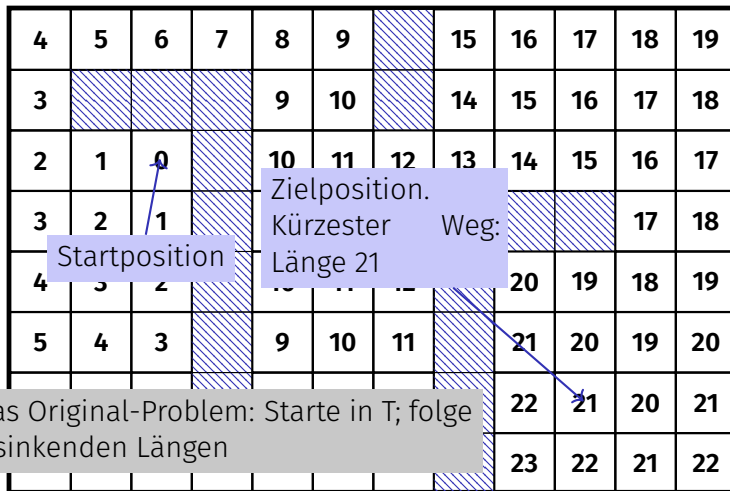 4 5 6 7 8 9 15 16 17 18 19
3 9 10 14 15 16 17 18
2 1 0 10 11 12 13 14 15 16 17
Zielposition.
3 2 1 Kürzester Weg: 17 18
Startposition Länge 21
4 3 2 20 19 18 19
5 4 3 9 10 11 21 20 19 20
Original-Problem: Starte in T; folge 22 21 20 21
sinkenden Längen 23 22 21 22